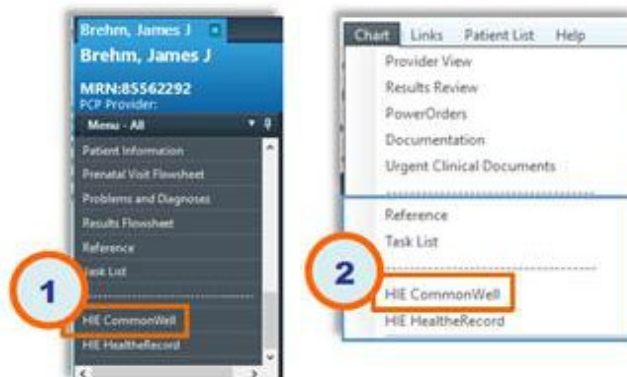 Brehm, James J
Brehm, James J
MRN:85562292
PCP Provider:
Menu - All
Patient Information
Prenatal Visit Flowsheet
Problems and Diagnoses
Results Flowsheet
Reference
Task List
1
HIE CommonWell
HIE HealtheRecord
Chart Links Patient List Help
Provider View
Results Review
PowerOrders
Documentation
Urgent Clinical Documents
Reference
Task List
2
HIE CommonWell
HIE HealtheRecord